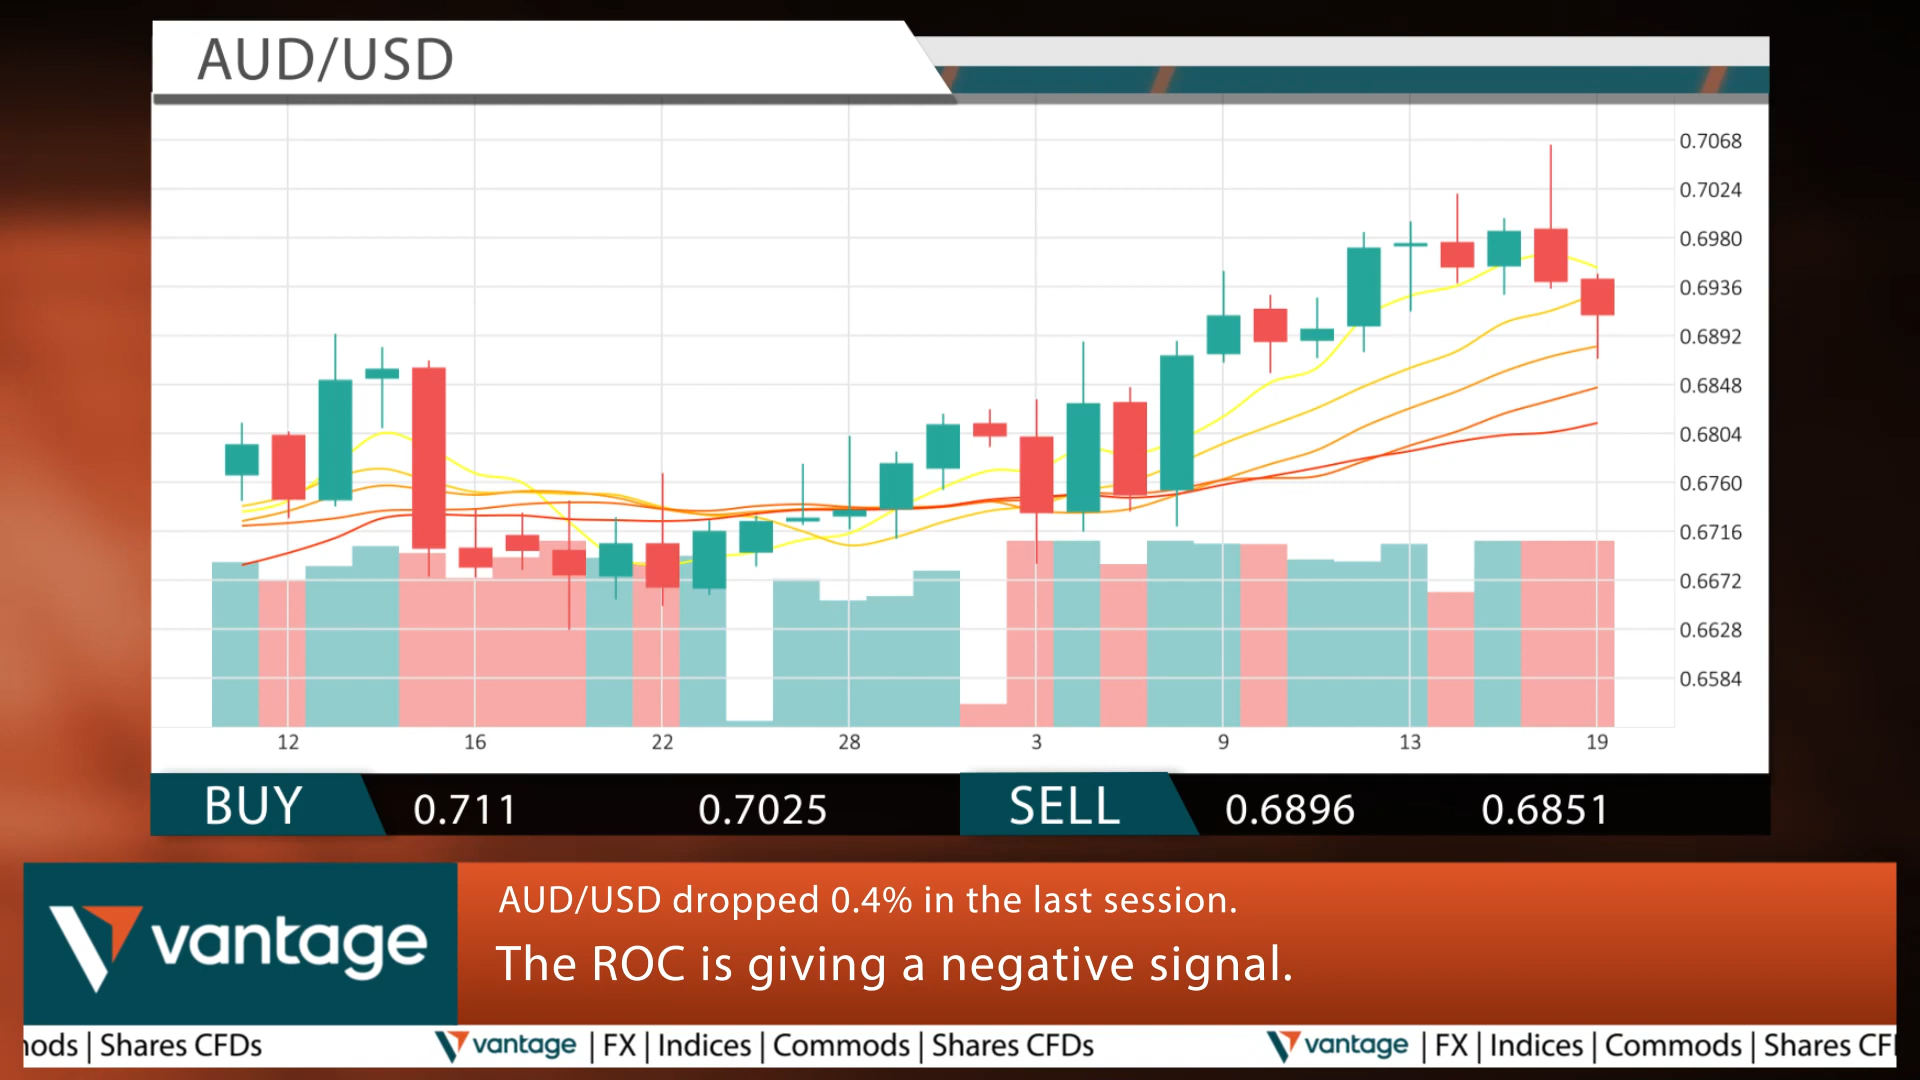 AUD/USD
0.7068
0.7024
0.6980
0.6936
0.6892
0.6848
0.6804
0.6760
0.6716
0.6672
0.6628
0.6584
12 16 22 28 3 9 13 19
BUY 0.711 0.7025 SELL 0.6896 0.6851
vantage
AUD/USD dropped 0.4% in the last session.
The ROC is giving a negative signal.
ods | Shares CFDs vantage | FX | Indices | Commods | Shares CFDs vantage | FX | Indices | Commods | Shares CF